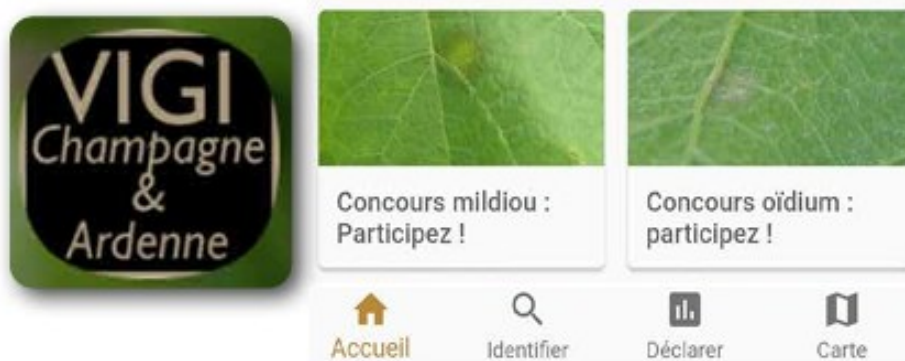 VIGI
Champagne
&
Ardenne
Concours mildiou :
Participez !
Concours oïdium :
participez !
Accueil
Identifier
Déclarer
Carte